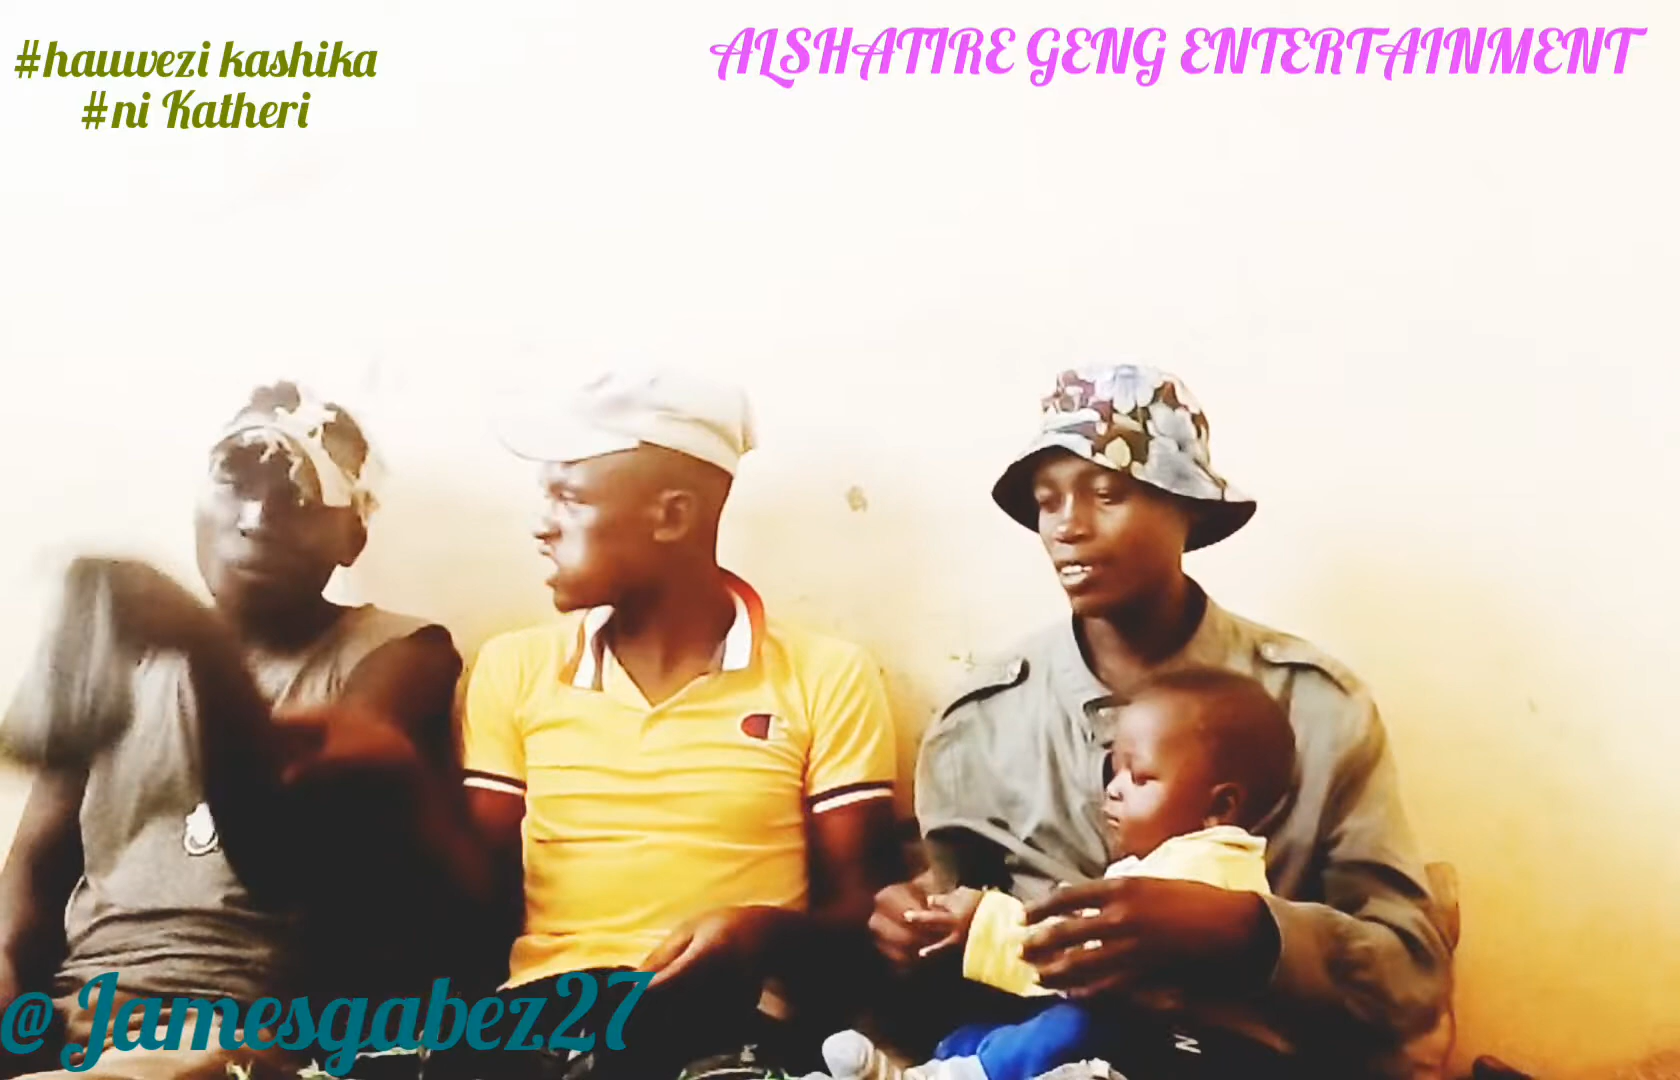 #hauwezi kashika
#ni Katheri
ALSHATIRE GENG ENTERTAINMENT
@Jamesgabez27